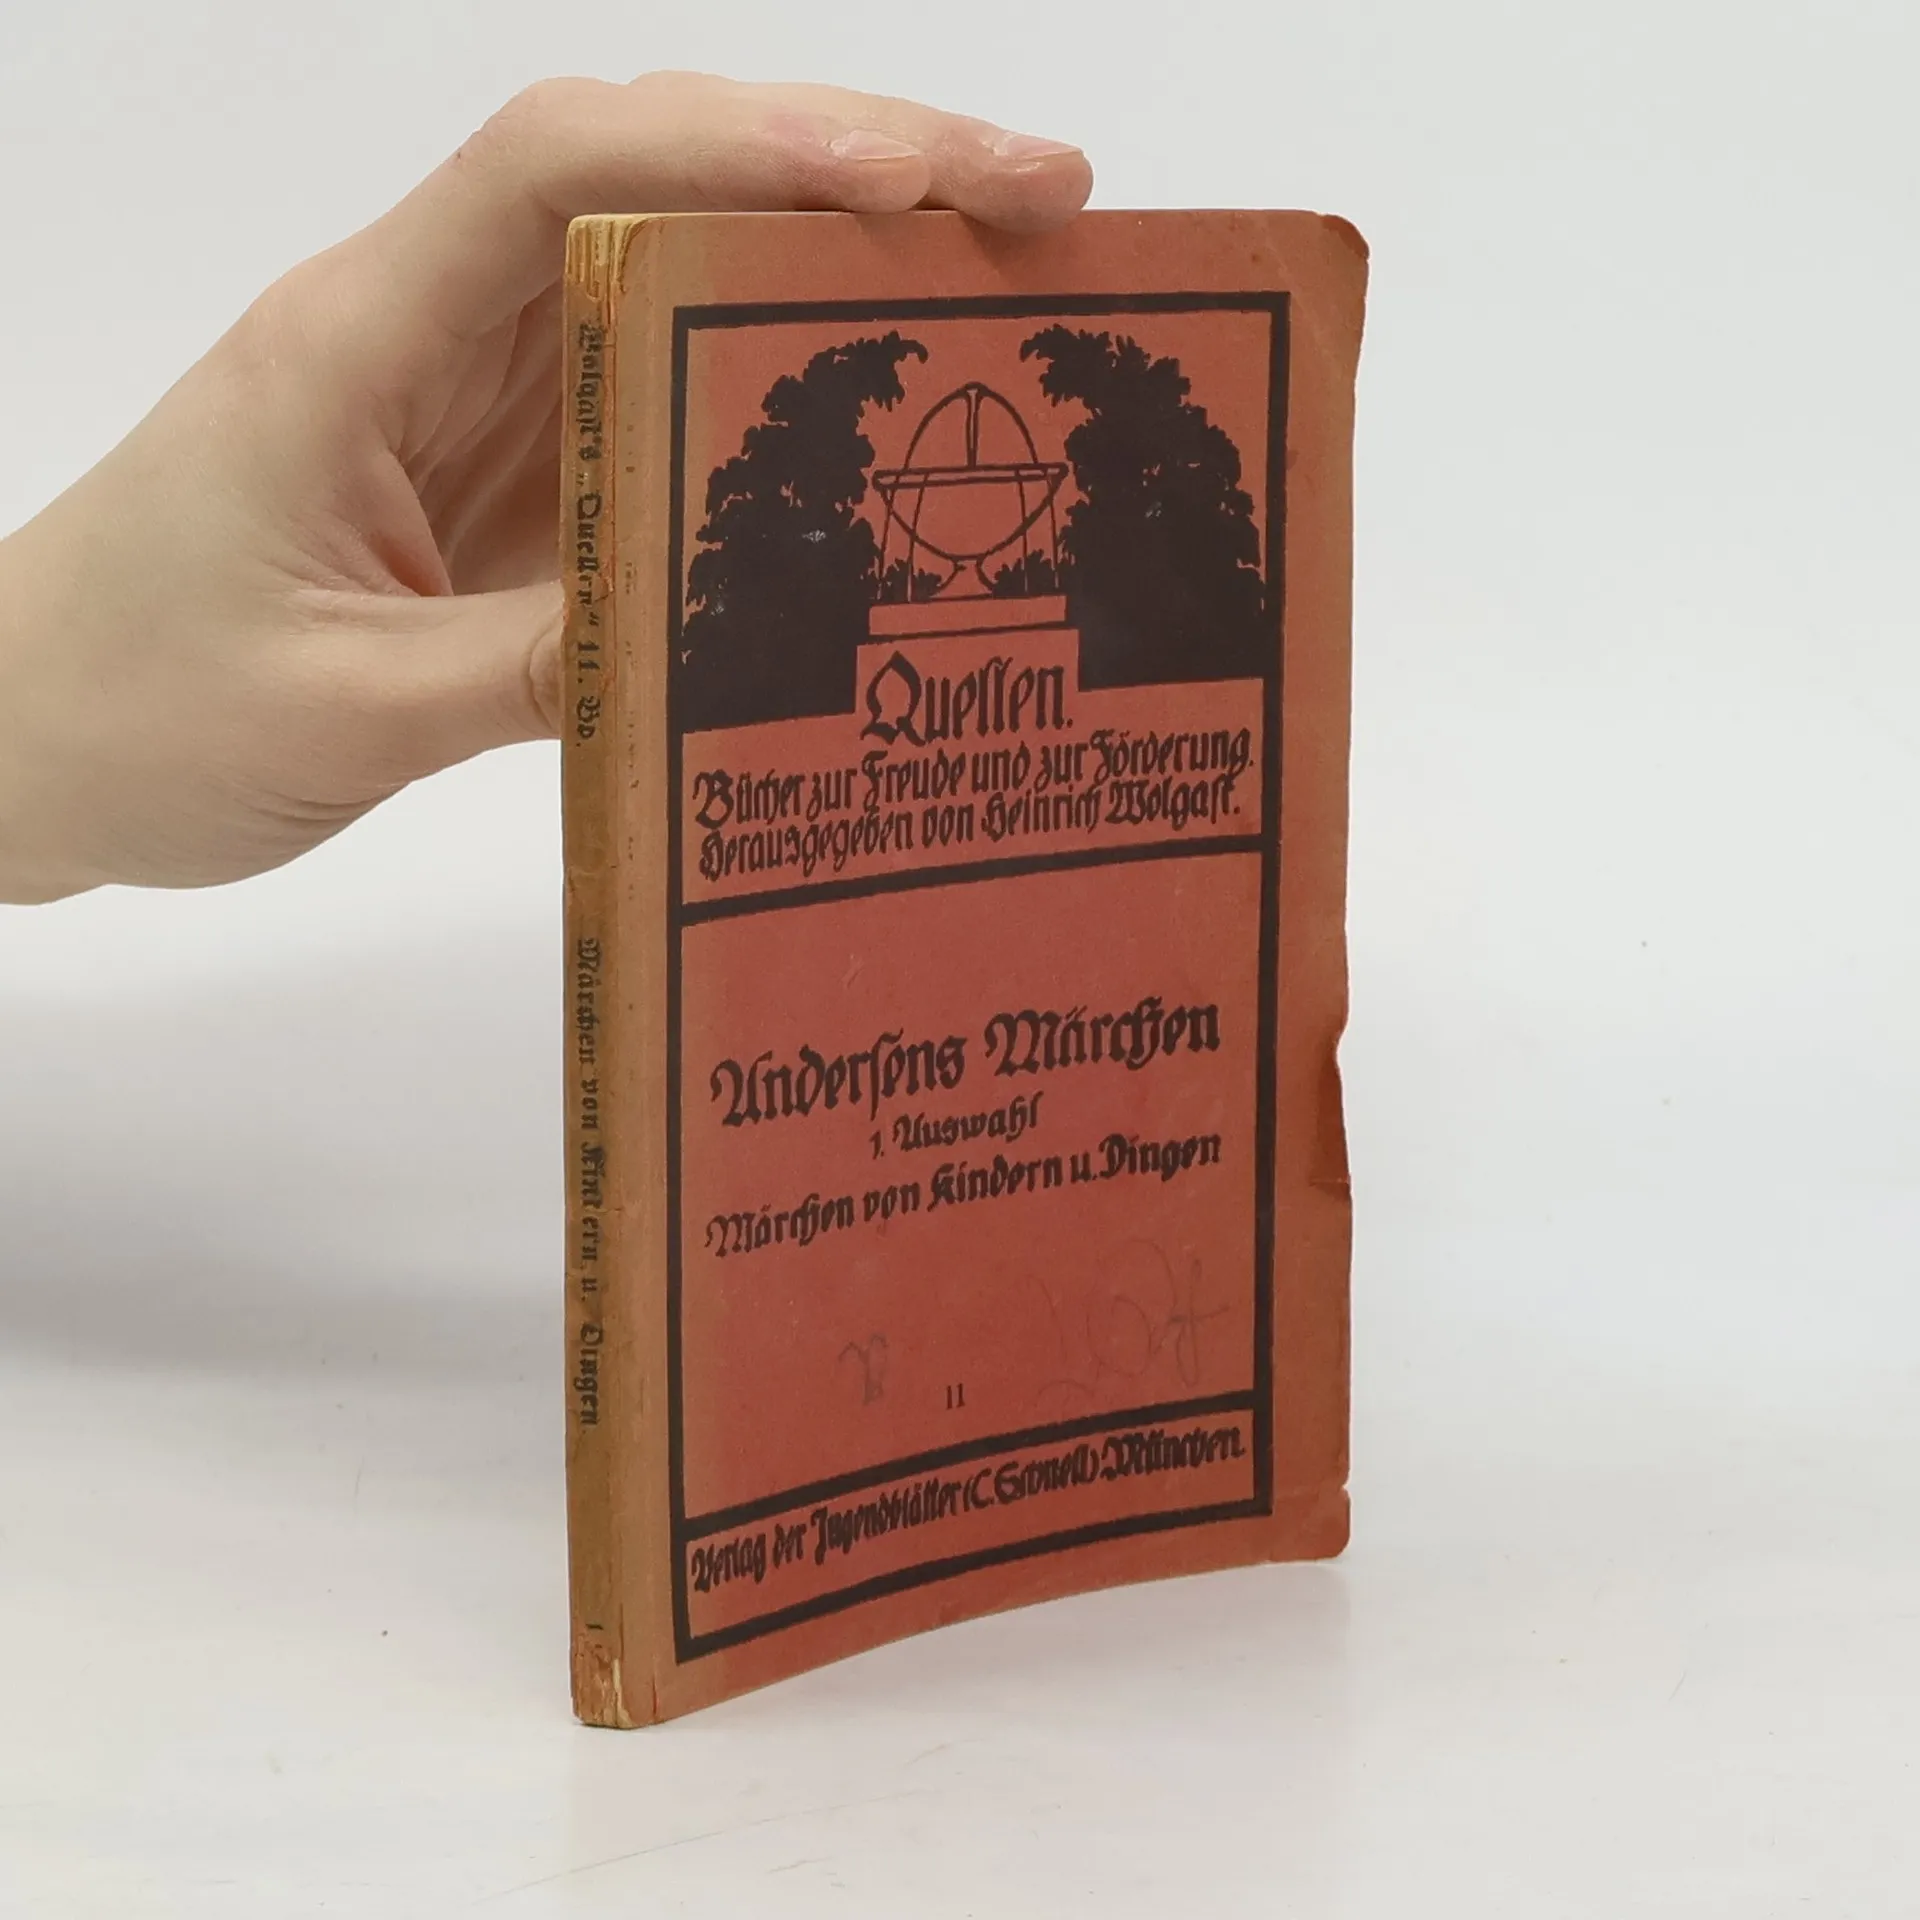 Wolgast's „Quellen“ 11. Bd.
Märchen von Kindern u. Dingen.
Quellen.
Bücher zur Freude und zur Förderung.
Herausgegeben von Heinrich Wolgast.
Andersens Märchen
1. Auswahl
Märchen von Kindern u. Dingen
11
Verlag der Jugendblätter (C. Schnell) München.